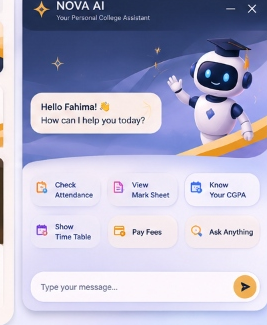 NOVA AI
Your Personal College Assistant
Hello Fahima! 👋
How can I help you today?
Check
Attendance
View
Mark Sheet
Know
Your CGPA
Show
Time Table
Pay Fees
Ask Anything
Type your message...